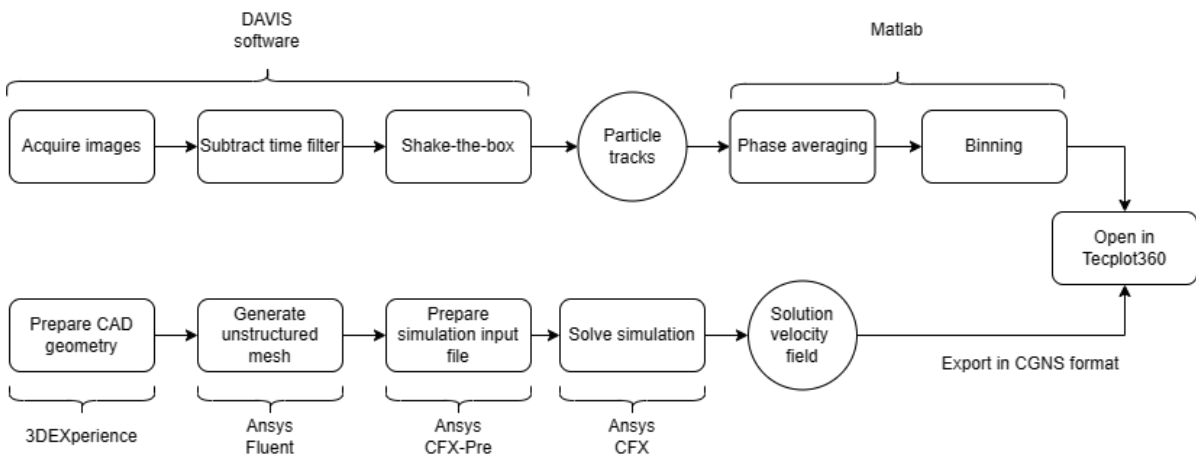 DAVIS
software
Matlab
Acquire images
Subtract time filter
Shake-the-box
Particle
tracks
Phase averaging
Binning
Open in
Tecplot360
Prepare CAD
geometry
Generate
unstructured
mesh
Prepare
simulation input
file
Solve simulation
Solution
velocity
field
Export in CGNS format
3DEXperience
Ansys
Fluent
Ansys
CFX-Pre
Ansys
CFX